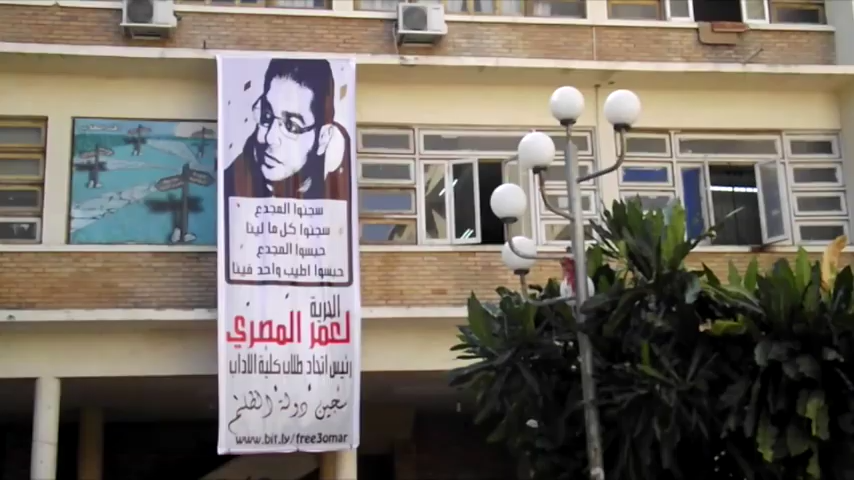 سجنوا المجدع
سجنوا كل ما لينا
حبسوا المجدع
حبسوا اطيب واحد فينا
الحرية
لعمر المصري
رئيس اتحاد طلاب كلية الاداب
سجين دولة الظلم
www.bit.ly/free3omar